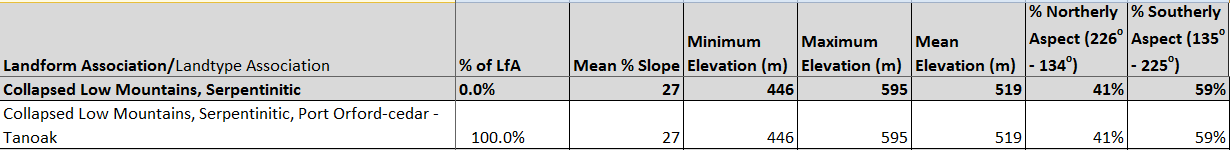 Landform Association/Landtype Association % of LfA Mean % Slope Minimum Elevation (m) Maximum Elevation (m) Mean Elevation (m) % Northerly Aspect (226° - 134°) % Southerly Aspect (135° - 225°)
Collapsed Low Mountains, Serpentinitic 0.0% 27 446 595 519 41% 59%
Collapsed Low Mountains, Serpentinitic, Port Orford-cedar -
Tanoak 100.0% 27 446 595 519 41% 59%